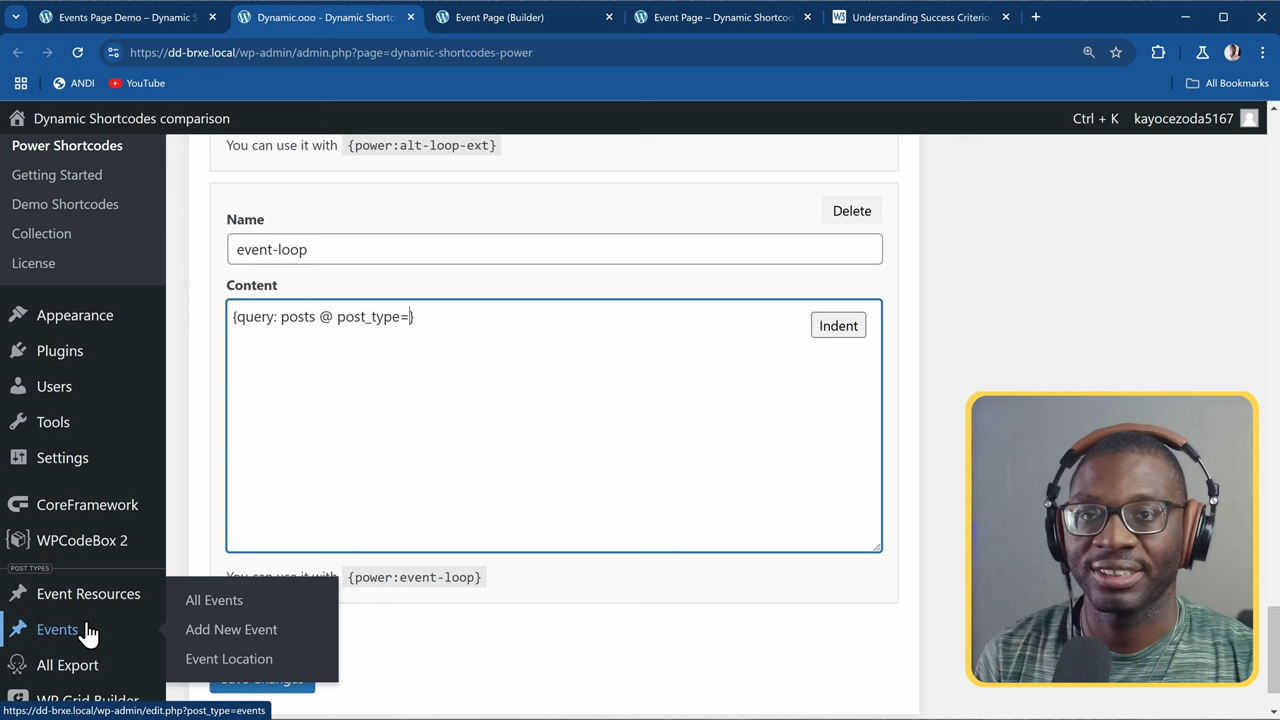 Events Page Demo – Dynamic S
Dynamic.ooo - Dynamic Shortc
Event Page (Builder)
Event Page – Dynamic Shortcod
Understanding Success Criterio
https://dd-brxe.local/wp-admin/admin.php?page=dynamic-shortcodes-power
ANDI
YouTube
All Bookmarks
Dynamic Shortcodes comparison
Ctrl + K
kayocezoda5167
Power Shortcodes
Getting Started
Demo Shortcodes
Collection
License
Appearance
Plugins
Users
Tools
Settings
CoreFramework
WPCodeBox 2
POST TYPES
Event Resources
Events
All Export
WP Grid Builder
All Events
Add New Event
Event Location
You can use it with {power:alt-loop-ext}
Delete
Name
event-loop
Content
{query: posts @ post_type=}
Indent
You can use it with {power:event-loop}
Save Changes
https://dd-brxe.local/wp-admin/edit.php?post_type=events